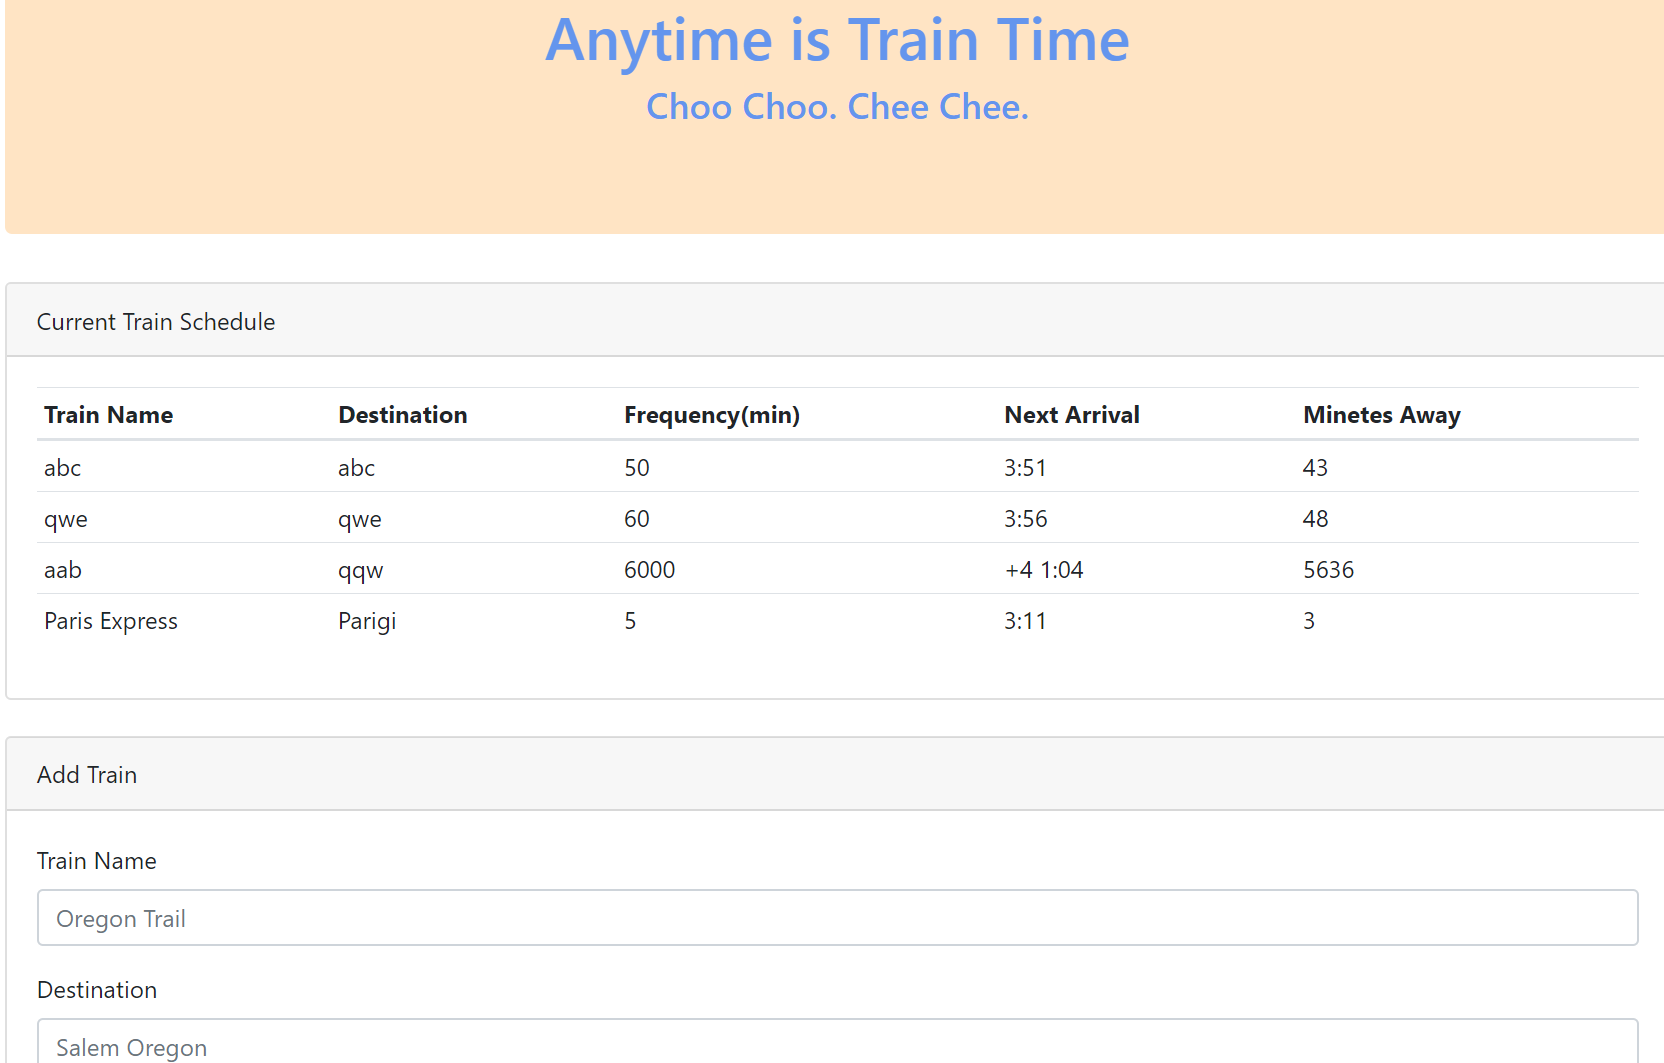 Anytime is Train Time
Choo Choo. Chee Chee.
Current Train Schedule
Train Name Destination Frequency(min) Next Arrival Minetes Away
abc abc 50 3:51 43
qwe qwe 60 3:56 48
aab qqw 6000 +4 1:04 5636
Paris Express Parigi 5 3:11 3
Add Train
Train Name
Oregon Trail
Destination
Salem Oregon